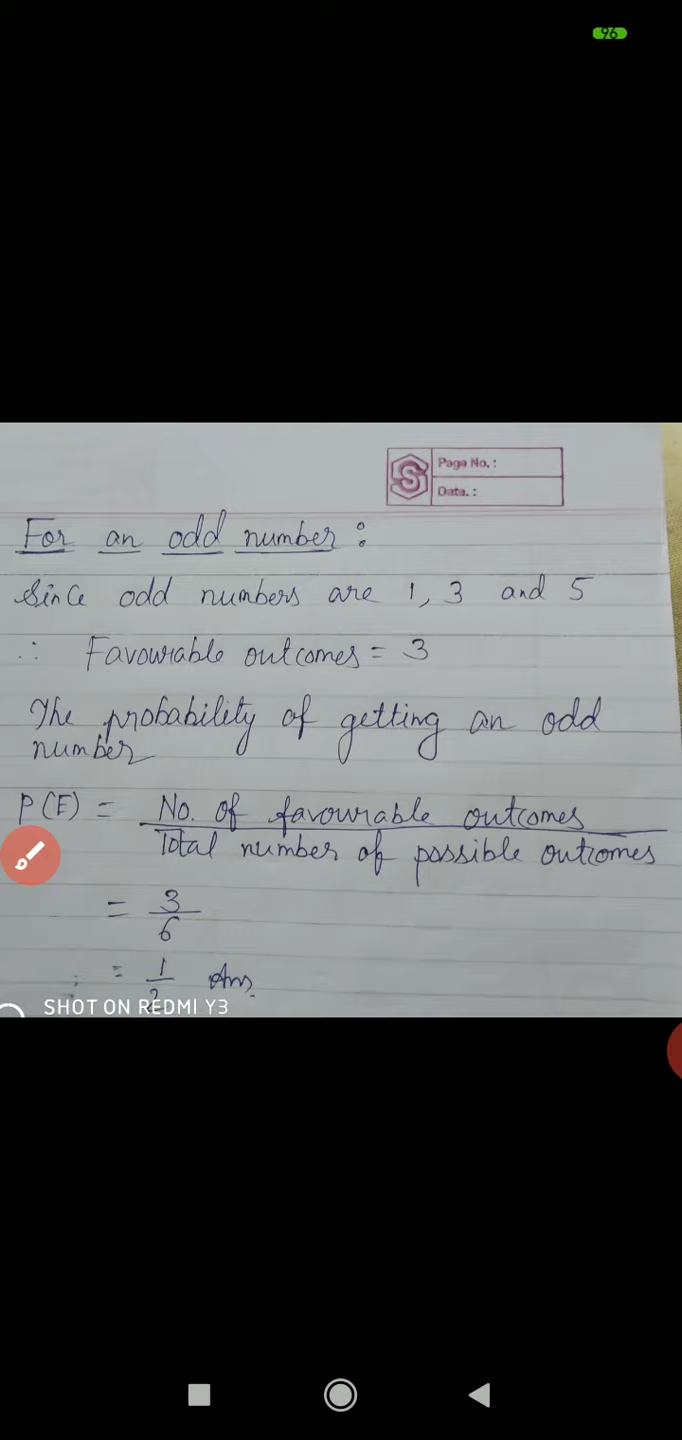 96
Page No. :
Date. :
For an odd number :
Since odd numbers are 1, 3 and 5
∴ Favourable outcomes = 3
The probability of getting an odd
number
P(E) = No. of favourable outcomes
Total number of possible outcomes
= 3
6
= 1 Ans.
2
SHOT ON REDMI Y3